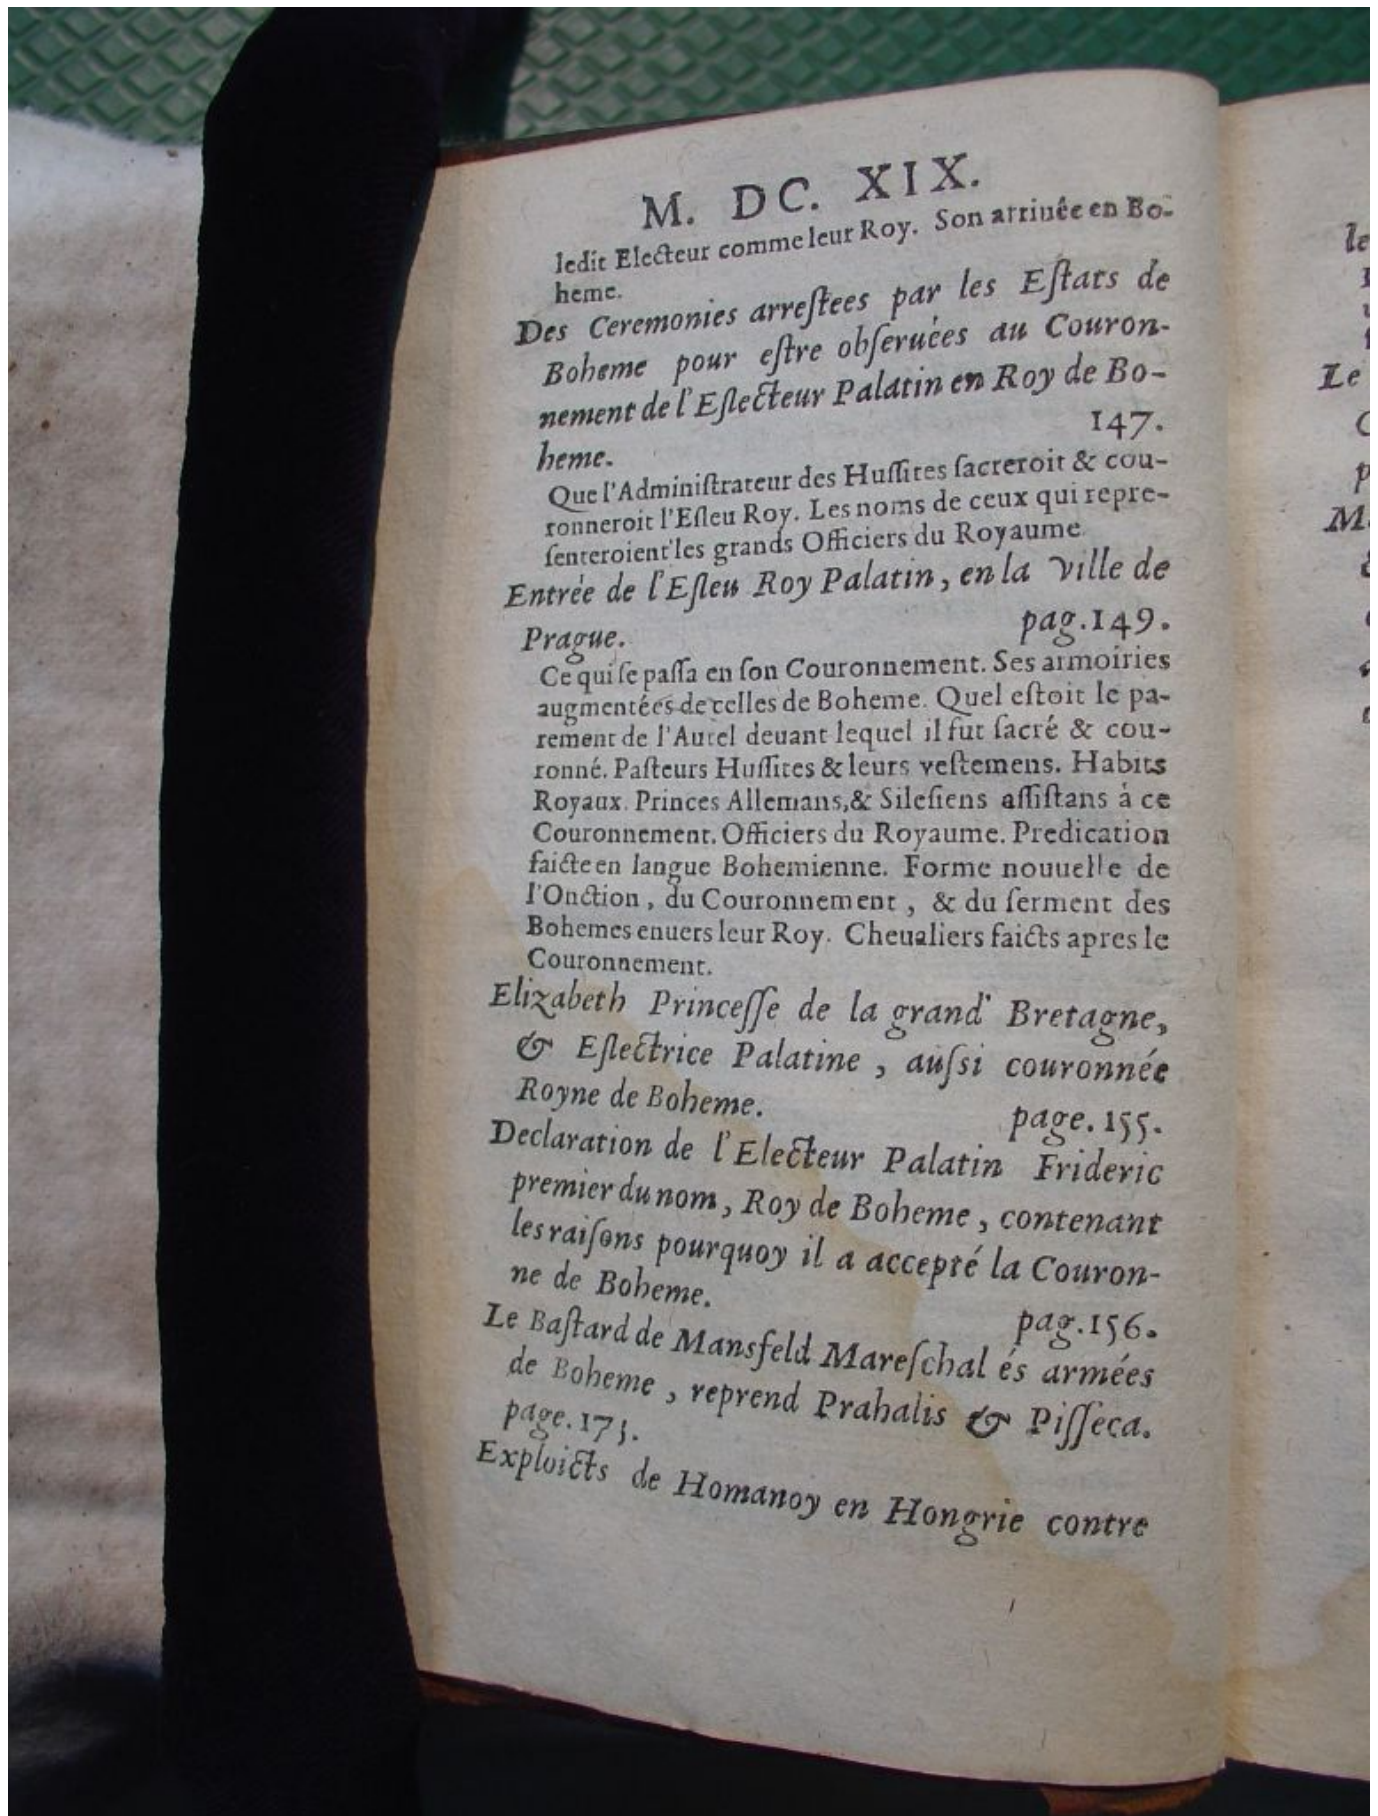 M. DC. XIX.
ledit Electeur comme leur Roy. Son arriuée en Bo-
heme.
Des Ceremonies arreſtees par les Eſtats de
Boheme pour eſtre obſeruées au Couron-
nement de l'Eſlecteur Palatin en Roy de Bo-
heme. 147.
Que l'Adminiſtrateur des Huſſites ſacreroit & cou-
ronneroit l'Eſleu Roy. Les noms de ceux qui repre-
ſenteroient les grands Officiers du Royaume.
Entrée de l'Eſleu Roy Palatin, en la Ville de
Prague. pag.149.
Ce qui ſe paſſa en ſon Couronnement. Ses armoiries
augmentées de celles de Boheme. Quel eſtoit le pa-
rement de l'Autel deuant lequel il fut ſacré & cou-
ronné. Paſteurs Huſſites & leurs veſtemens. Habits
Royaux. Princes Allemans, & Sileſiens aſſiſtans à ce
Couronnement. Officiers du Royaume. Predication
faicte en langue Bohemienne. Forme nouuelle de
l'Onction, du Couronnement, & du ſerment des
Bohemes enuers leur Roy. Cheualiers faicts apres le
Couronnement.
Elizabeth Princeſſe de la grand' Bretagne,
& Eſlectrice Palatine, auſsi couronnée
Royne de Boheme. page. 155.
Declaration de l'Electeur Palatin Frideric
premier du nom, Roy de Boheme, contenant
les raiſons pourquoy il a accepté la Couron-
ne de Boheme. pag.156.
Le Baſtard de Mansfeld Mareſchal és armées
de Boheme, reprend Prahalis & Piſſeca.
page.173.
Exploicts de Homanoy en Hongrie contre
le
Le
p